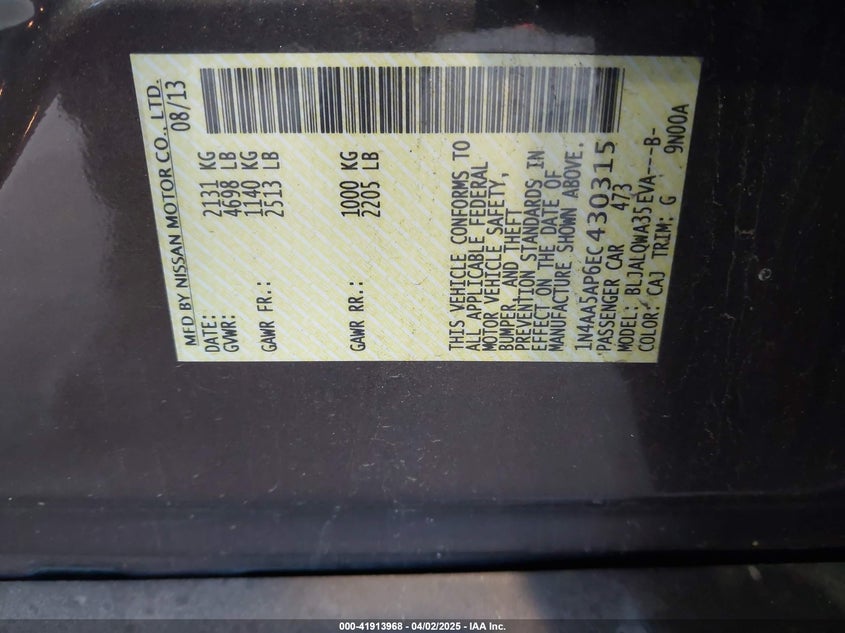 MFD BY NISSAN MOTOR CO., LTD.
DATE: 08/13
GVWR: 2131 KG
4698 LB
GAWR FR.: 1140 KG
2513 LB
GAWR RR.: 1000 KG
2205 LB
THIS VEHICLE CONFORMS TO
ALL APPLICABLE FEDERAL
MOTOR VEHICLE SAFETY,
BUMPER, AND THEFT
PREVENTION STANDARDS IN
EFFECT ON THE DATE OF
MANUFACTURE SHOWN ABOVE.
1N4AA5AP6EC430315
PASSENGER CAR 473
MODEL: BLJALQWA35EVA---B-
COLOR: CAJ TRIM: G 9N00A
000-41913968 - 04/02/2025 - IAA Inc.